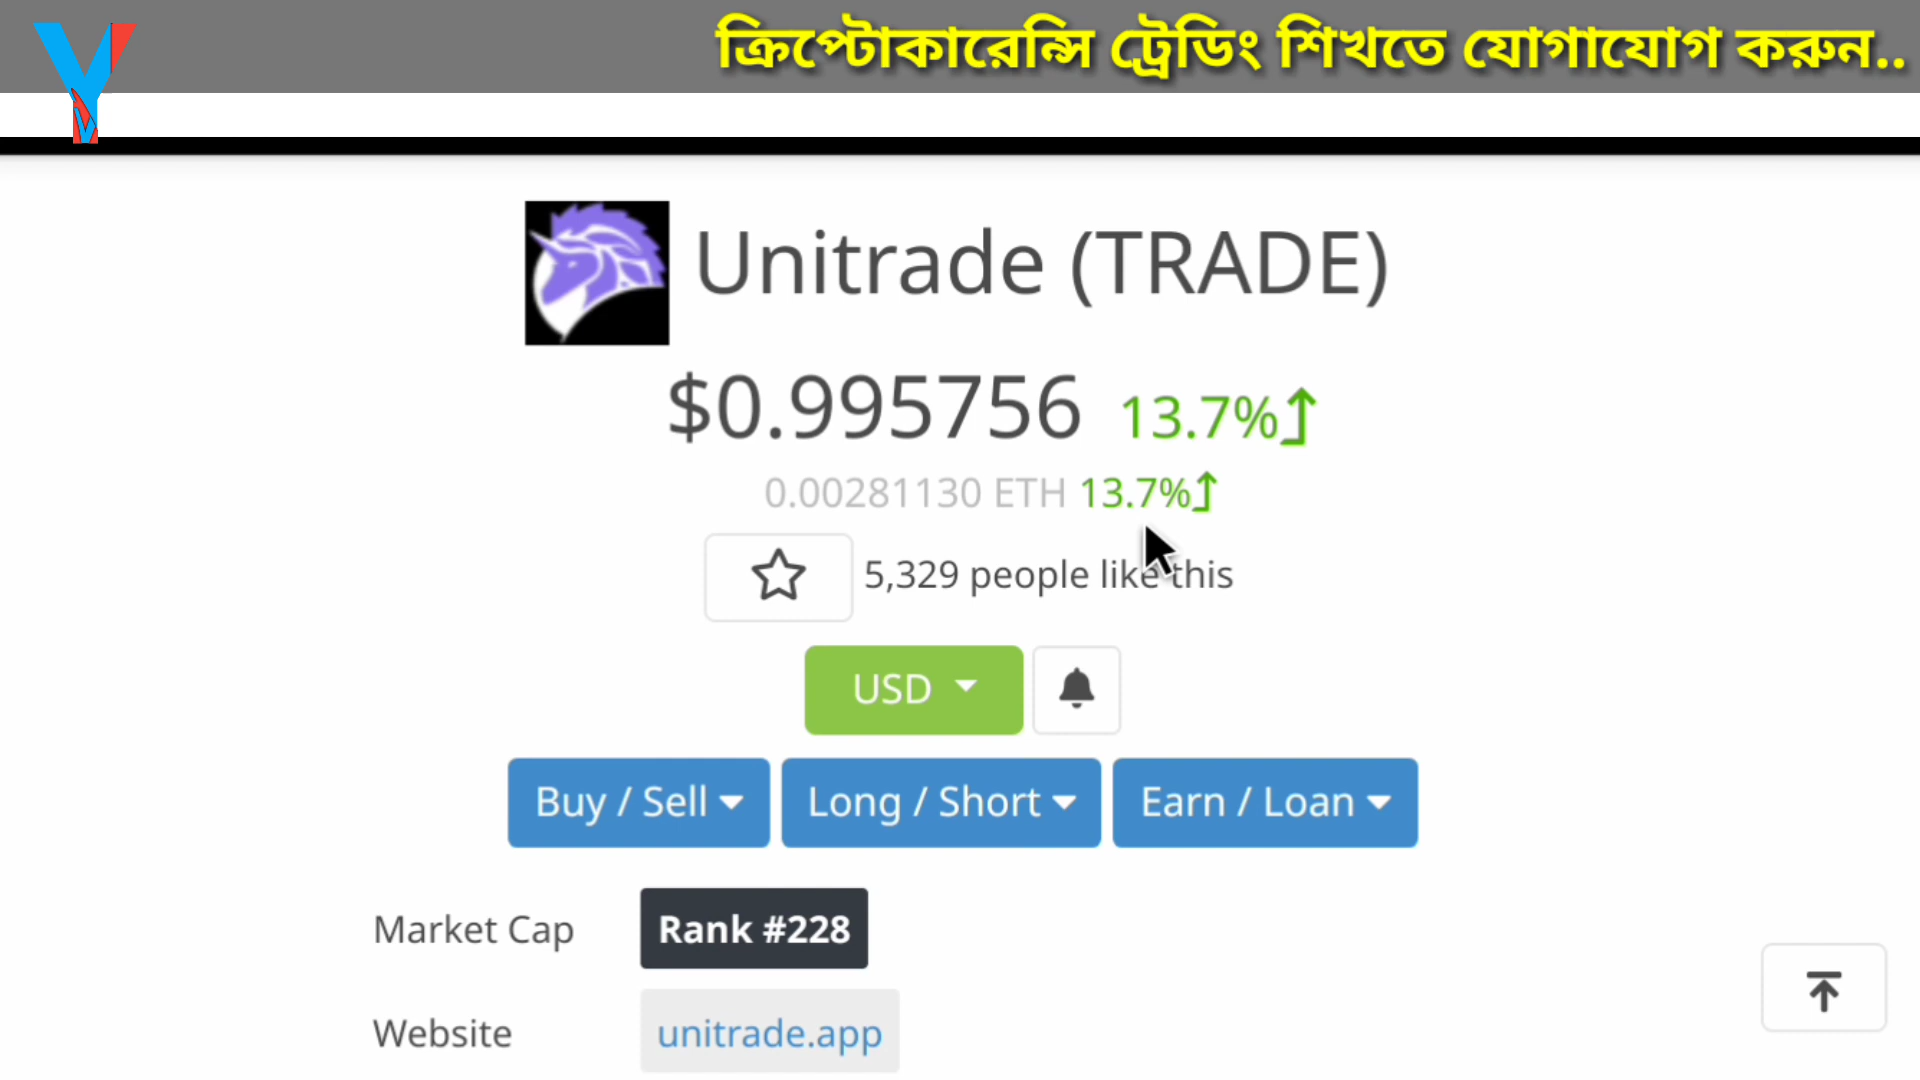 ক্রিপ্টোকারেন্সি ট্রেডিং শিখতে যোগাযোগ করুন..
Unitrade (TRADE)
$0.995756 13.7%
0.00281130 ETH 13.7%
5,329 people like this
USD
Buy / Sell Long / Short Earn / Loan
Market Cap Rank #228
Website unitrade.app